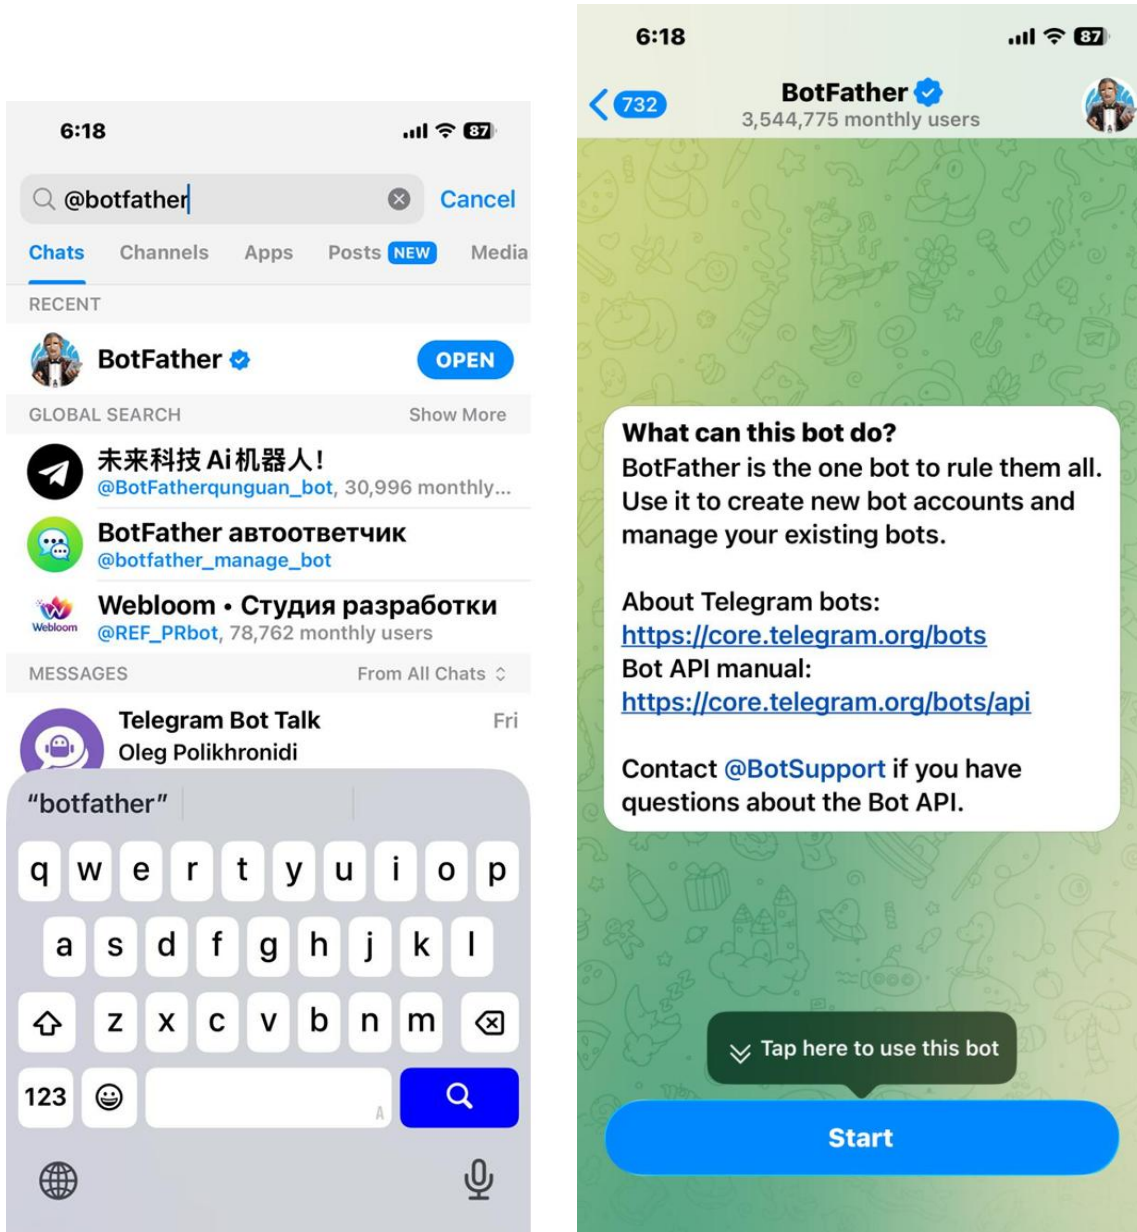 6:18
87
@botfather
Cancel
Chats Channels Apps Posts NEW Media
RECENT
BotFather
OPEN
GLOBAL SEARCH Show More
未来科技 Ai机器人!
@BotFatherqunguan_bot, 30,996 monthly...
BotFather автоответчик
@botfather_manage_bot
Webloom
Webloom • Студия разработки
@REF_PRbot, 78,762 monthly users
MESSAGES From All Chats
Telegram Bot Talk Fri
Oleg Polikhronidi
“botfather”
q w e r t y u i o p
a s d f g h j k l
z x c v b n m
123
A
6:18
87
732
BotFather
3,544,775 monthly users
What can this bot do?
BotFather is the one bot to rule them all.
Use it to create new bot accounts and
manage your existing bots.
About Telegram bots:
https://core.telegram.org/bots
Bot API manual:
https://core.telegram.org/bots/api
Contact @BotSupport if you have
questions about the Bot API.
Tap here to use this bot
Start